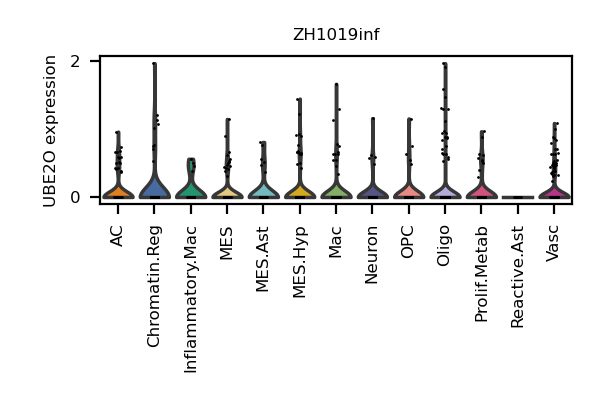 ZH1019inf
UBE2O expression
2
0
AC
Chromatin.Reg
Inflammatory.Mac
MES
MES.Ast
MES.Hyp
Mac
Neuron
OPC
Oligo
Prolif.Metab
Reactive.Ast
Vasc